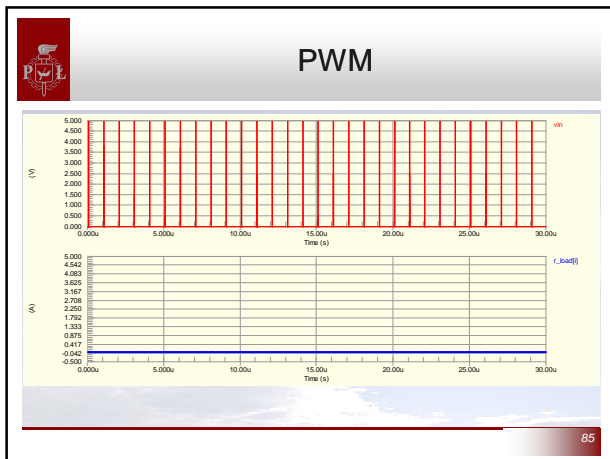 P Ł
PWM
5.000
4.500
4.000
3.500
3.000
2.500
2.000
1.500
1.000
0.500
0.000
(V)
0.000u 5.000u 10.00u 15.00u 20.00u 25.00u 30.00u
Time (s)
vin
5.000
4.542
4.083
3.625
3.167
2.708
2.250
1.792
1.333
0.875
0.417
-0.042
-0.500
(A)
0.000u 5.000u 10.00u 15.00u 20.00u 25.00u 30.00u
Time (s)
r_load[i]
85